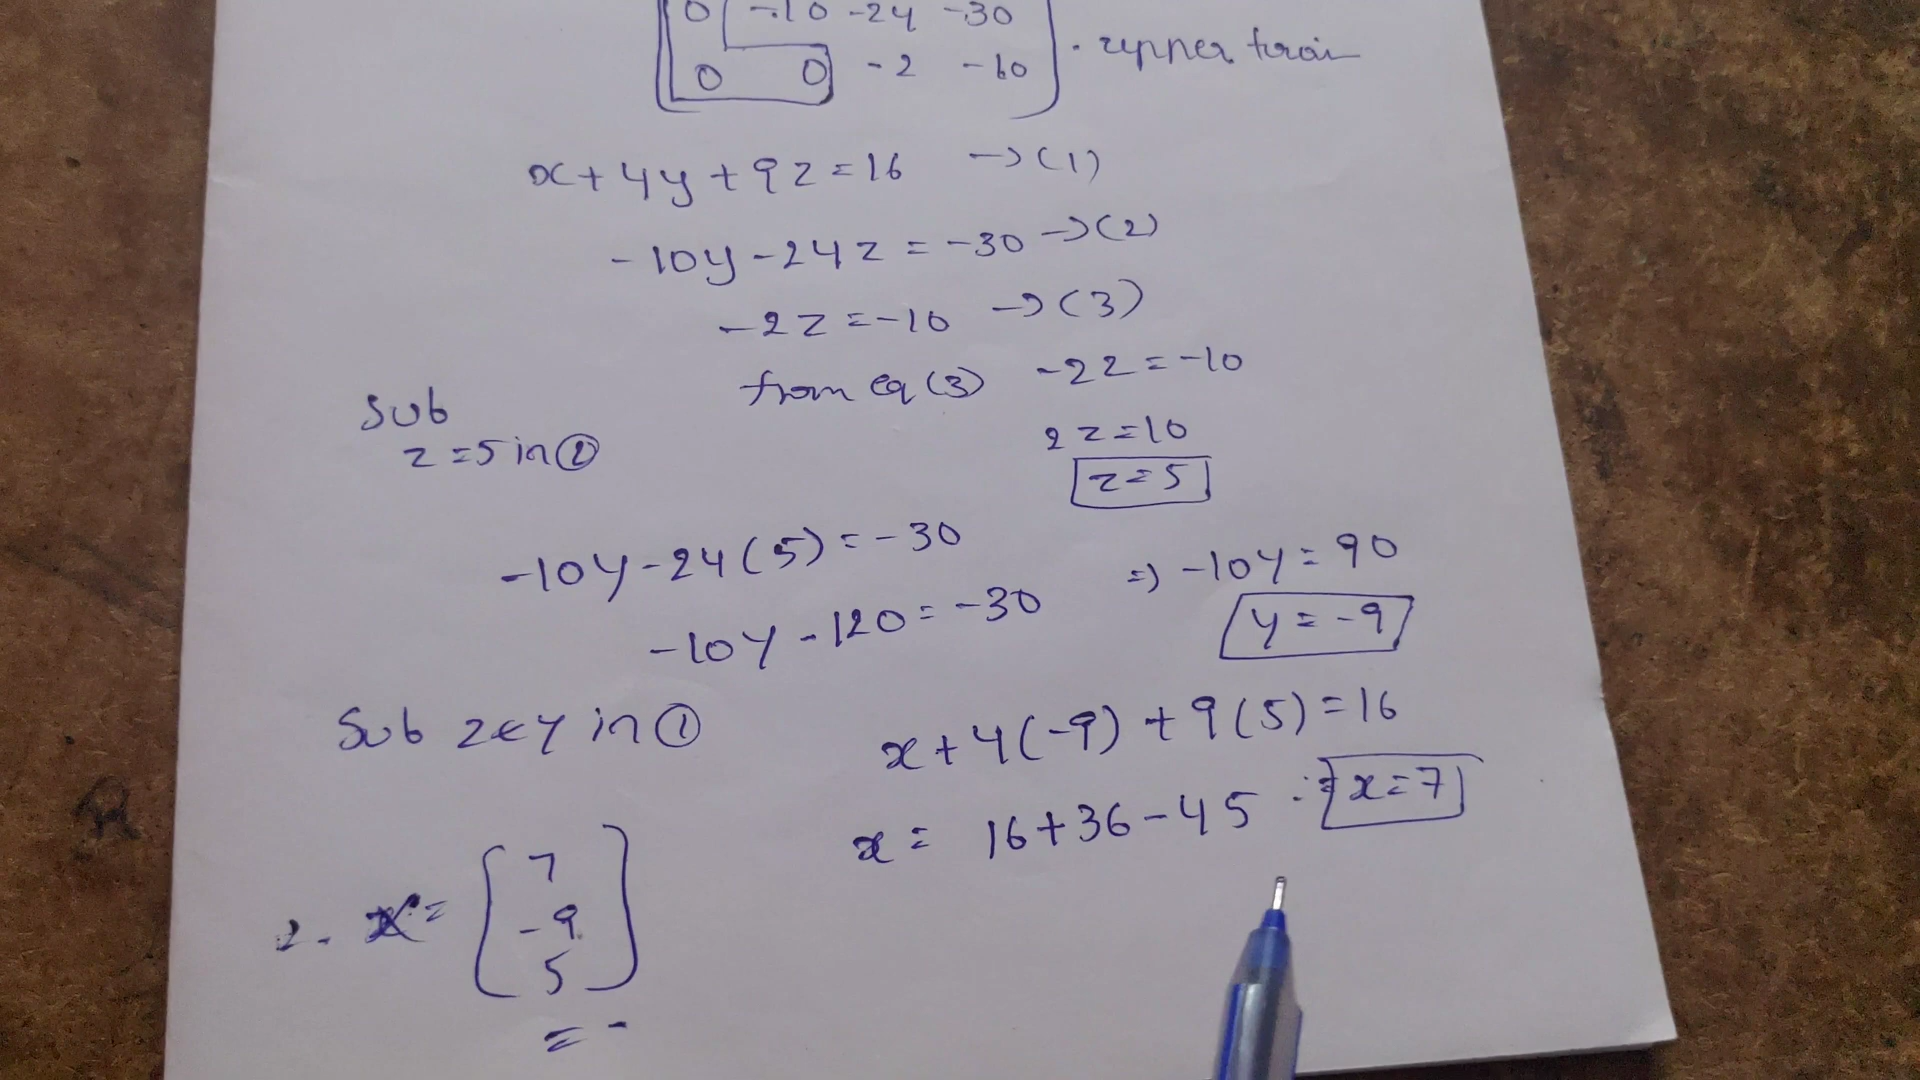 0 -10 -24 -30
0 0 -2 -10 . upper
x+4y+9z=16 →(1)
-10y-24z=-30 →(2)
-2z=-10 →(3)
from eq (3) -2z=-10
Sub
z=5 in ②
2z=10
z=5
-10y-24(5)=-30
-10y-120=-30
⇒ -10y=90
y=-9
Sub z & y in ①
x+4(-9)+9(5)=16
x= 16+36-45
x=7
x= [7
-9
5]